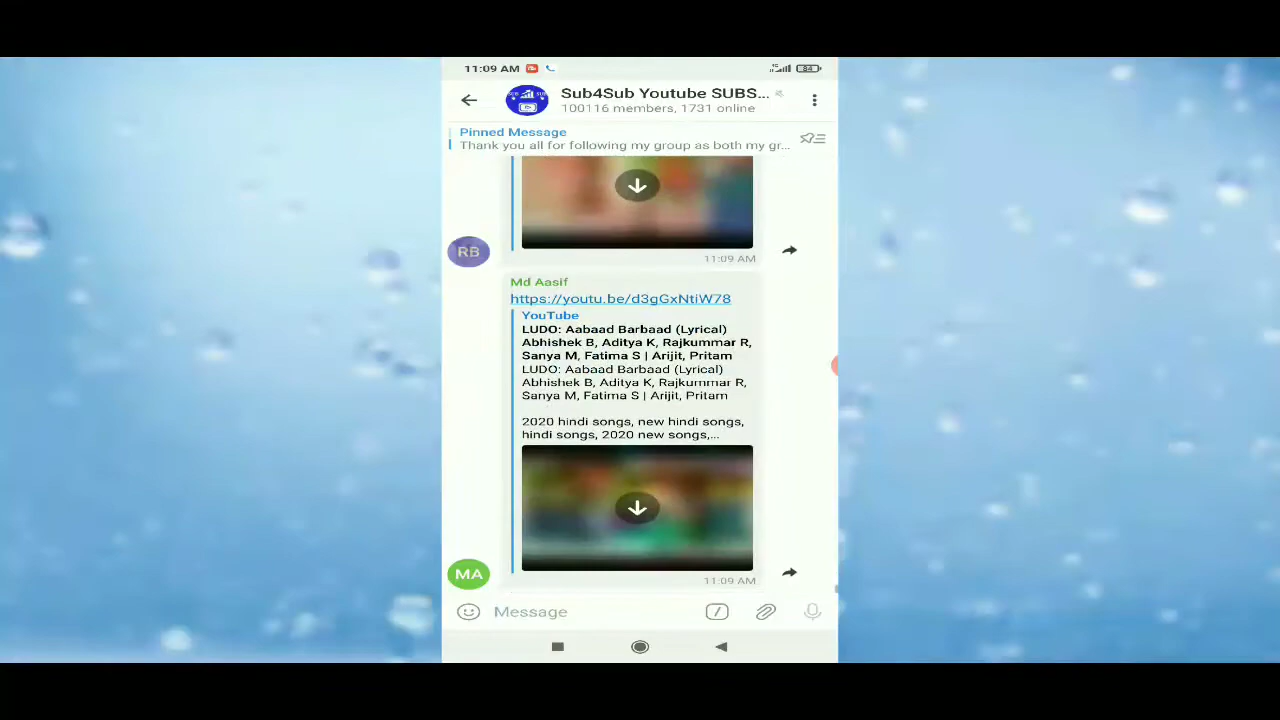 11:09 AM
84
Sub4Sub Youtube SUBS...
100116 members, 1731 online
Pinned Message
Thank you all for following my group as both my gr...
RB
11:09 AM
Md Aasif
https://youtu.be/d3gGxNtiW78
YouTube
LUDO: Aabaad Barbaad (Lyrical)
Abhishek B, Aditya K, Rajkummar R,
Sanya M, Fatima S | Arijit, Pritam
LUDO: Aabaad Barbaad (Lyrical)
Abhishek B, Aditya K, Rajkummar R,
Sanya M, Fatima S | Arijit, Pritam
2020 hindi songs, new hindi songs,
hindi songs, 2020 new songs,...
MA
11:09 AM
Message